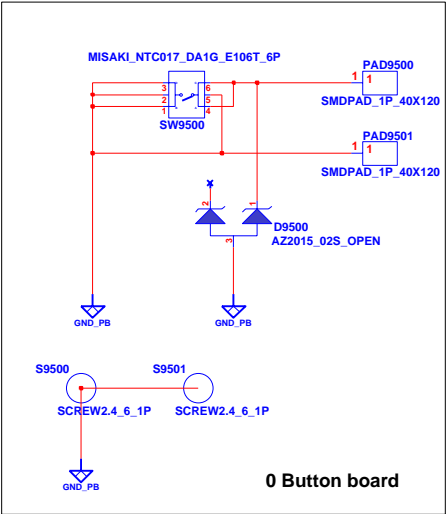 MISAKI_NTC017_DA1G_E106T_6P
3
2
1
6
5
4
SW9500
PAD9500
1 1
SMDPAD_1P_40X120
PAD9501
1 1
SMDPAD_1P_40X120
2
1
3
D9500
AZ2015_02S_OPEN
GND_PB
GND_PB
S9500
SCREW2.4_6_1P
S9501
SCREW2.4_6_1P
GND_PB
0 Button board